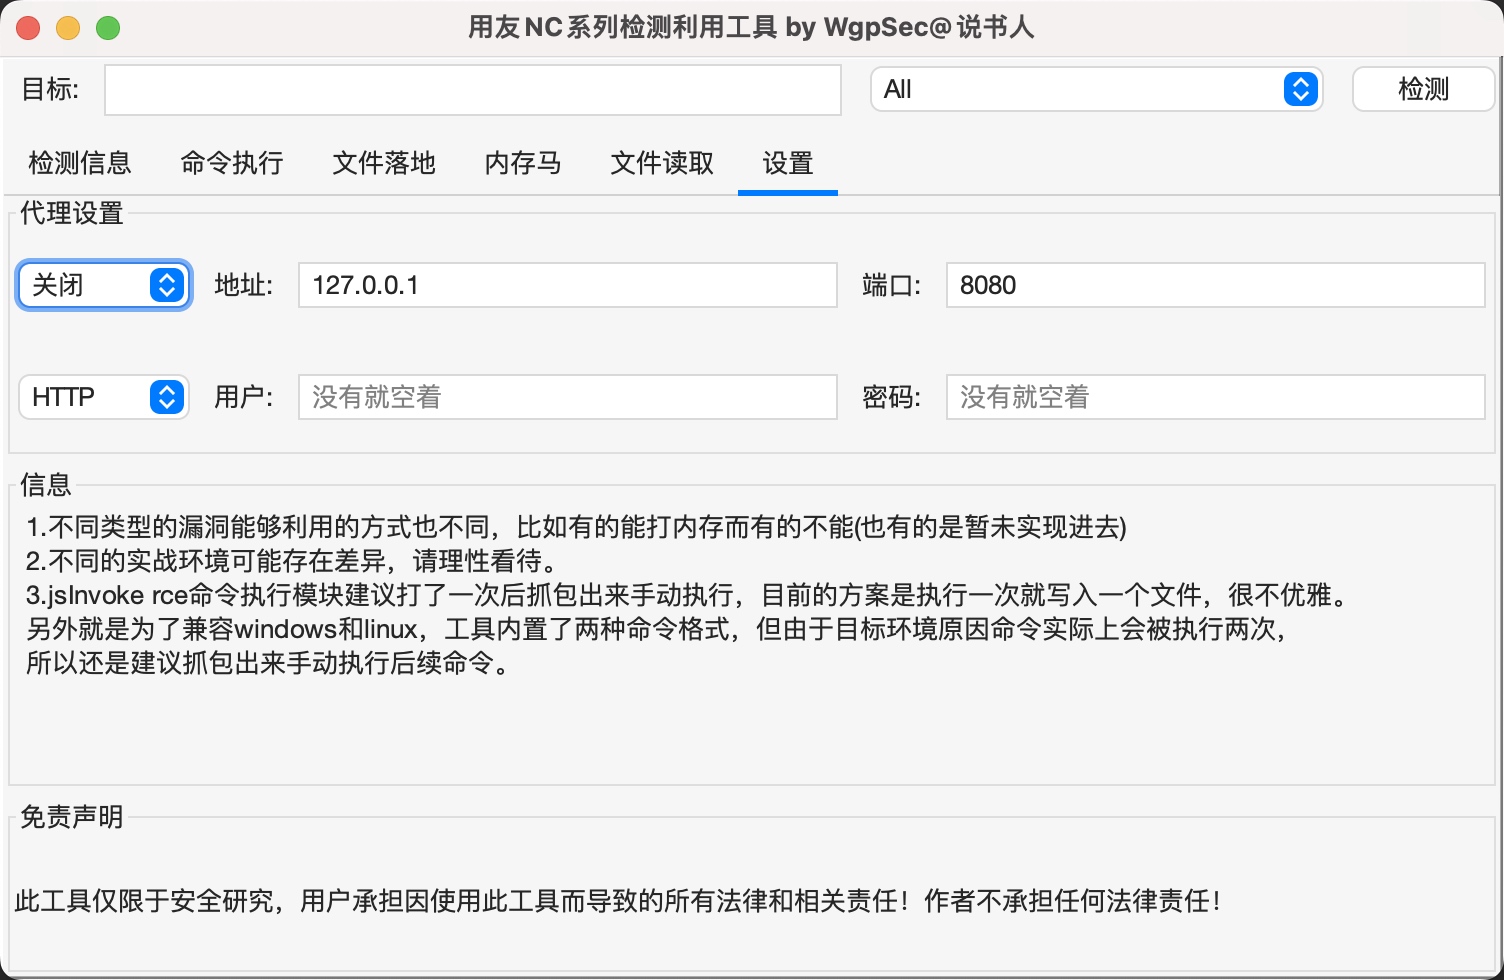 用友NC系列检测利用工具 by WgpSec@说书人
目标: All 检测
检测信息 命令执行 文件落地 内存马 文件读取 设置
代理设置
关闭 地址: 127.0.0.1 端口: 8080
HTTP 用户: 没有就空着 密码: 没有就空着
信息
1.不同类型的漏洞能够利用的方式也不同，比如有的能打内存而有的不能(也有的是暂未实现进去)
2.不同的实战环境可能存在差异，请理性看待。
3.jsInvoke rce命令执行模块建议打了一次后抓包出来手动执行，目前的方案是执行一次就写入一个文件，很不优雅。
另外就是为了兼容windows和linux，工具内置了两种命令格式，但由于目标环境原因命令实际上会被执行两次，
所以还是建议抓包出来手动执行后续命令。
免责声明
此工具仅限于安全研究，用户承担因使用此工具而导致的所有法律和相关责任！作者不承担任何法律责任！